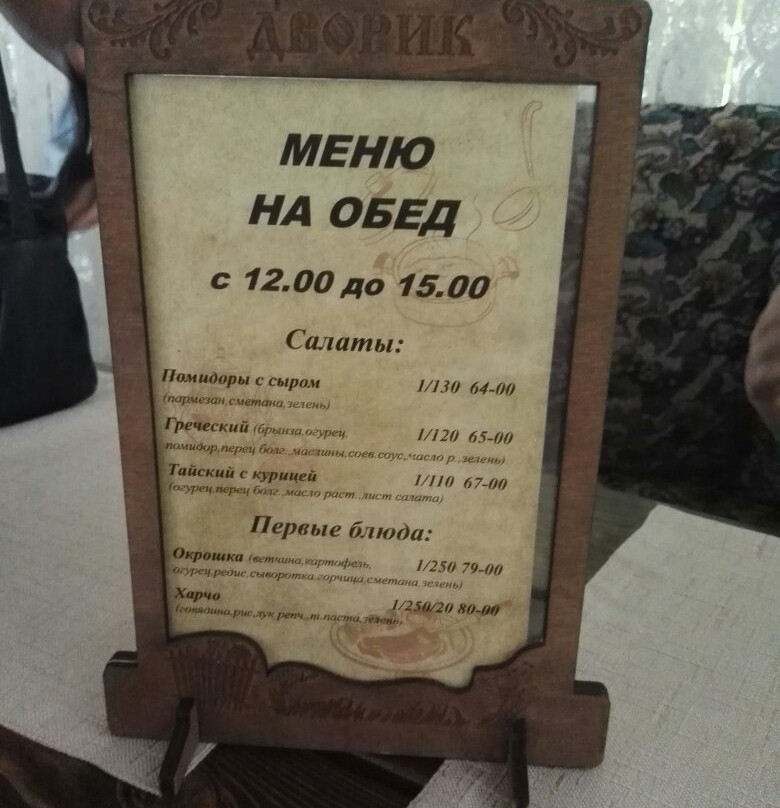 ДВОРИК
МЕНЮ
НА ОБЕД
с 12.00 до 15.00
Салаты:
Помидоры с сыром 1/130 64-00
(пармезан,сметана,зелень)
Греческий (брынза,огурец, 1/120 65-00
помидор,перец болг.,маслины,соев.соус,масло р.,зелень)
Тайский с курицей 1/110 67-00
(огурец,перец болг.,масло раст.,лист салата)
Первые блюда:
Окрошка (ветчина,картофель, 1/250 79-00
огурец,редис,сыворотка,горчица,сметана,зелень)
Харчо 1/250/20 80-00
(говядина,рис,лук репч.,т.паста,зелень)